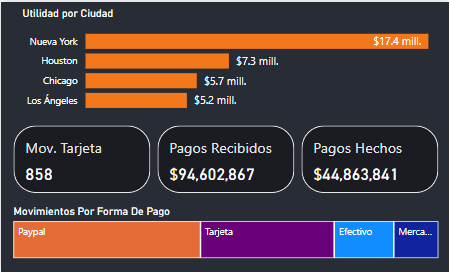 Utilidad por Ciudad
Nueva York $17.4 mill.
Houston $7.3 mill.
Chicago $5.7 mill.
Los Ángeles $5.2 mill.
Mov. Tarjeta Pagos Recibidos Pagos Hechos
858 $94,602,867 $44,863,841
Movimientos Por Forma De Pago
Paypal Tarjeta Efectivo Merca...